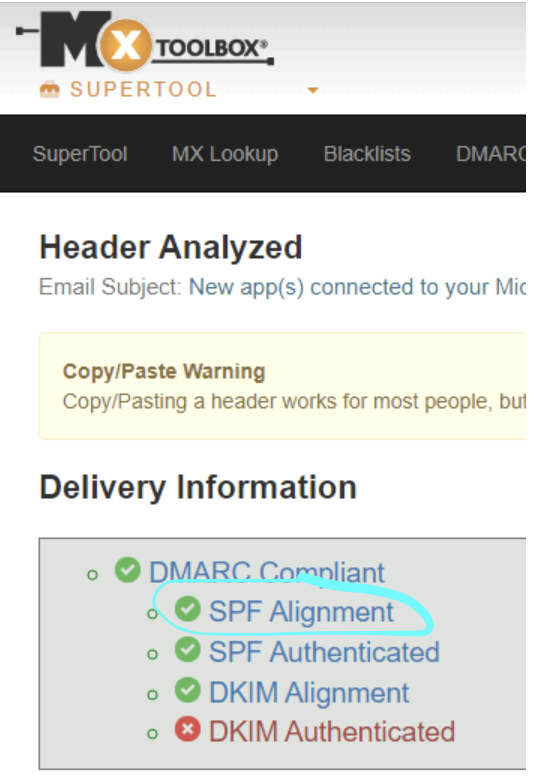 MX TOOLBOX®
SUPERTOOL
SuperTool MX Lookup Blacklists DMARC
Header Analyzed
Email Subject: New app(s) connected to your Mic
Copy/Paste Warning
Copy/Pasting a header works for most people, but
Delivery Information
DMARC Compliant
SPF Alignment
SPF Authenticated
DKIM Alignment
DKIM Authenticated